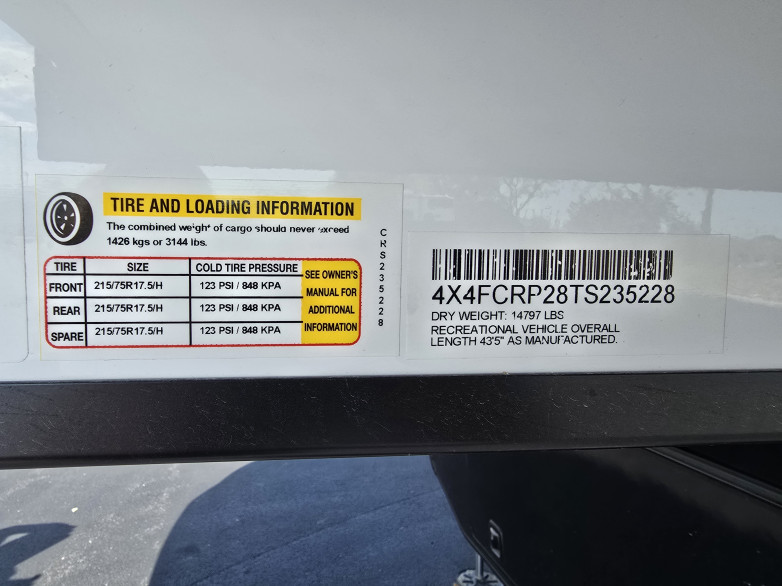 TIRE AND LOADING INFORMATION
The combined weight of cargo should never exceed
1426 kgs or 3144 lbs.
TIRE SIZE COLD TIRE PRESSURE
FRONT 215/75R17.5/H 123 PSI / 848 KPA
REAR 215/75R17.5/H 123 PSI / 848 KPA
SPARE 215/75R17.5/H 123 PSI / 848 KPA
SEE OWNER'S
MANUAL FOR
ADDITIONAL
INFORMATION
CRS235228
4X4FCRP28TS235228
DRY WEIGHT: 14797 LBS
RECREATIONAL VEHICLE OVERALL
LENGTH 43'5" AS MANUFACTURED.